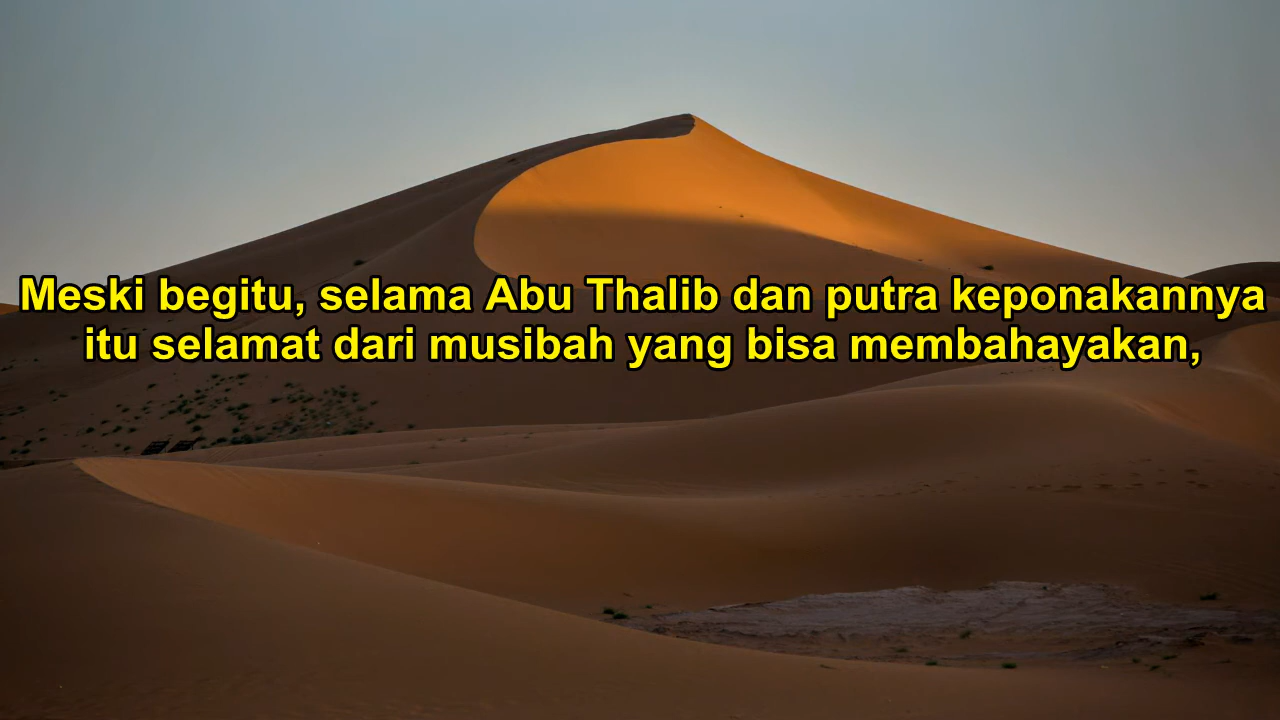 Meski begitu, selama Abu Thalib dan putra keponakannya
itu selamat dari musibah yang bisa membahayakan,